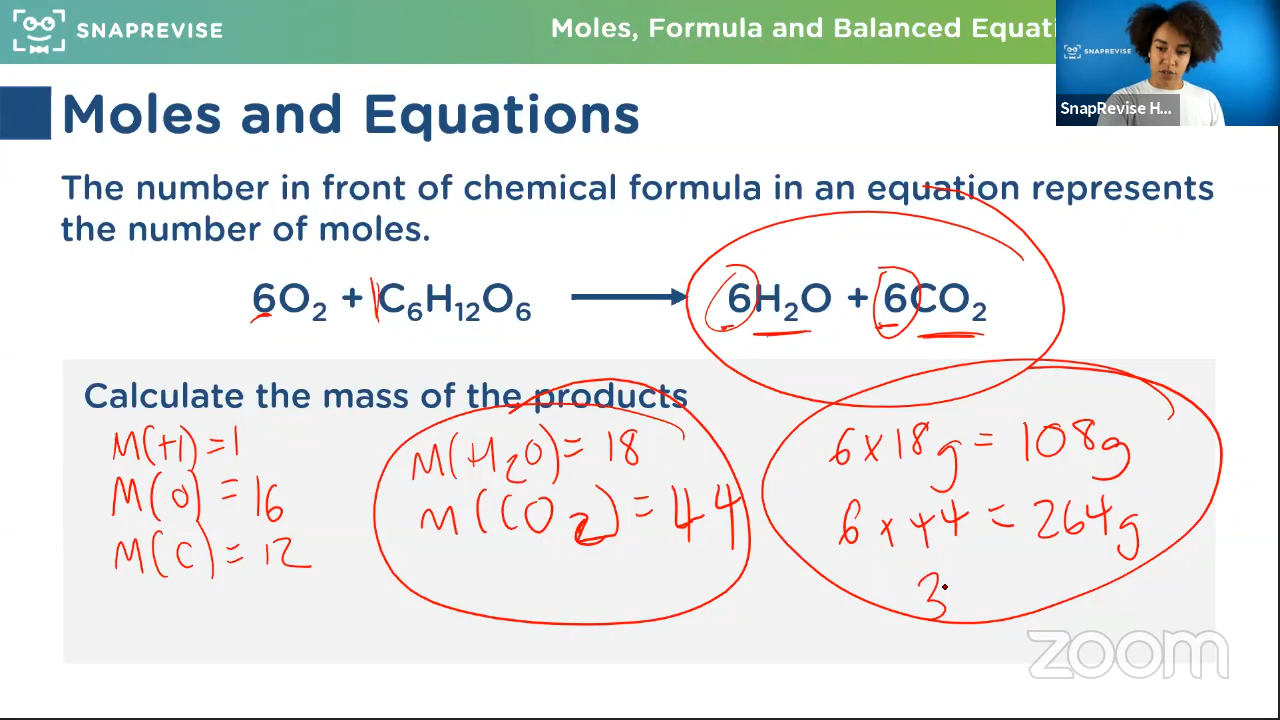 SNAPREVISE
Moles, Formula and Balanced Equati
SNAPREVISE
SnapRevise H...
Moles and Equations
The number in front of chemical formula in an equation represents
the number of moles.
6O₂ + 1C₆H₁₂O₆ → 6H₂O + 6CO₂
Calculate the mass of the products
M(H) = 1
M(O) = 16
M(C) = 12
M(H₂O) = 18
M(CO₂) = 44
6 x 18g = 108g
6 x 44 = 264g
3
zoom